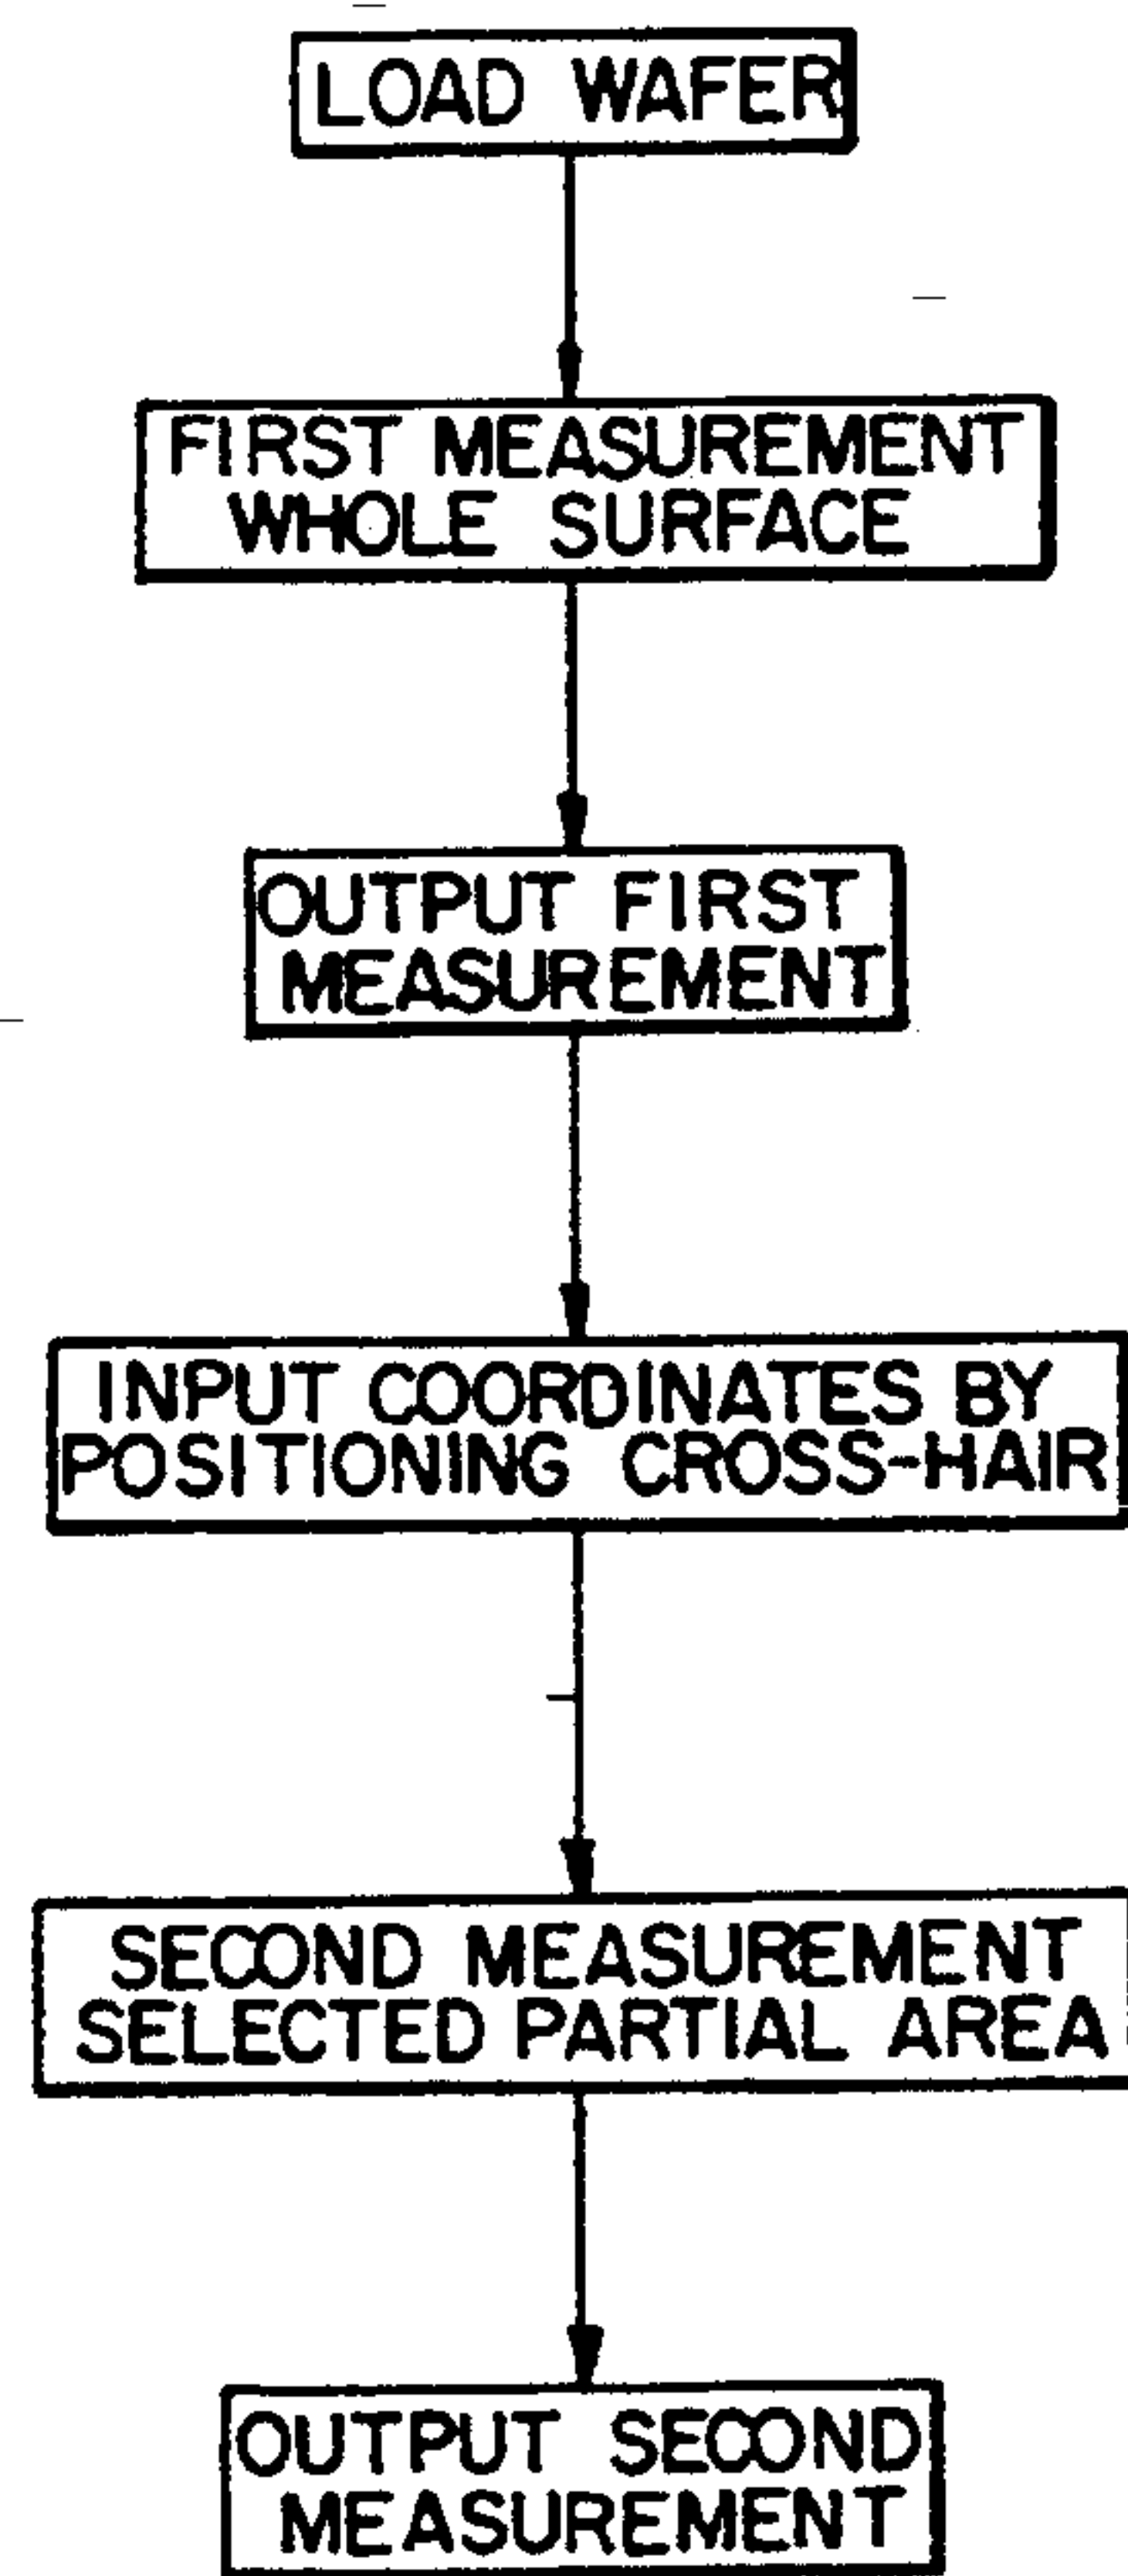 LOAD WAFER
FIRST MEASUREMENT
WHOLE SURFACE
OUTPUT FIRST
MEASUREMENT
INPUT COORDINATES BY
POSITIONING CROSS-HAIR
SECOND MEASUREMENT
SELECTED PARTIAL AREA
OUTPUT SECOND
MEASUREMENT